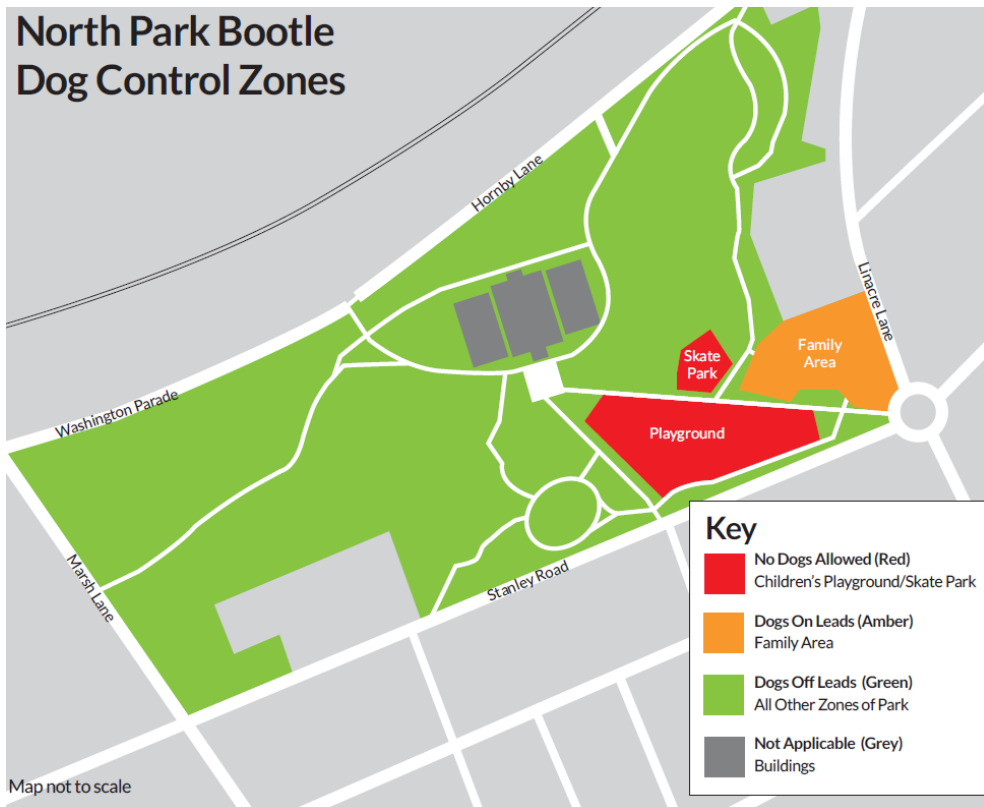 North Park Bootle
Dog Control Zones
Hornby Lane
Linacre Lane
Washington Parade
Skate
Park
Family
Area
Playground
Marsh Lane
Stanley Road
Key
No Dogs Allowed (Red)
Children's Playground/Skate Park
Dogs On Leads (Amber)
Family Area
Dogs Off Leads (Green)
All Other Zones of Park
Not Applicable (Grey)
Buildings
Map not to scale